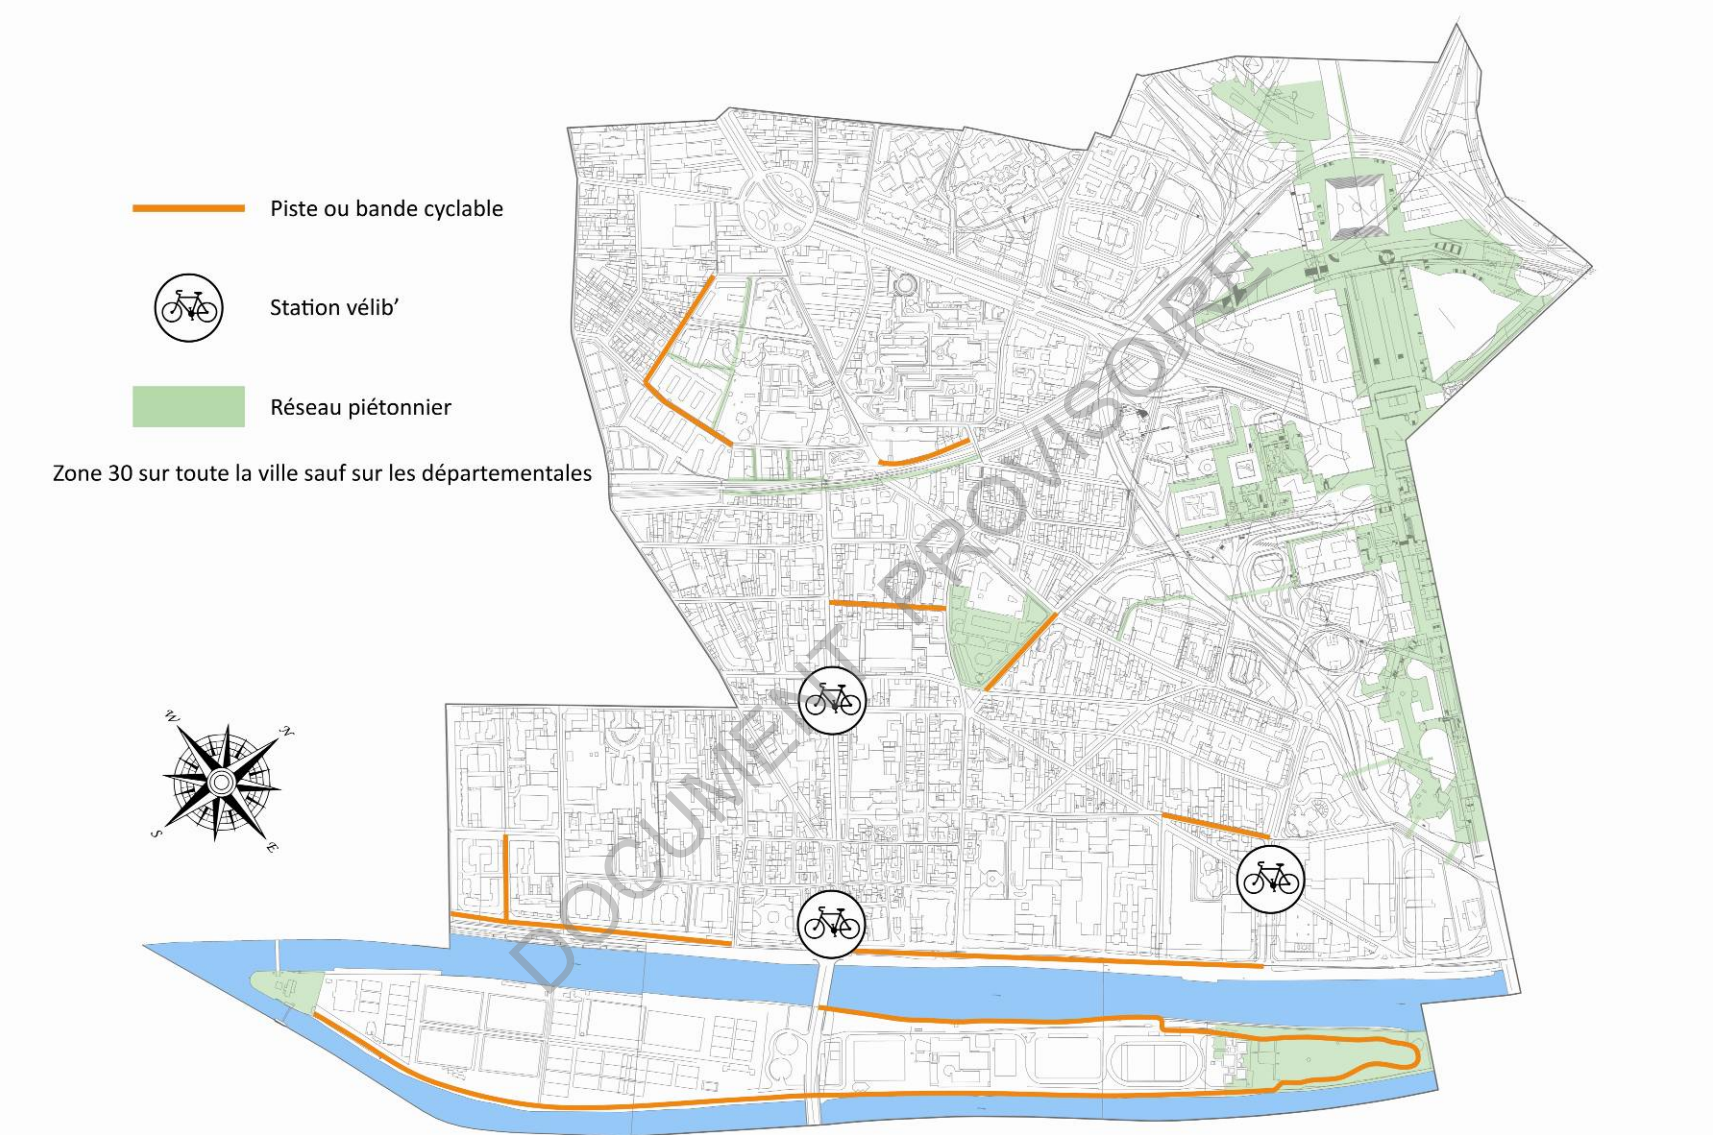 Piste ou bande cyclable
Station vélib’
Réseau piétonnier
Zone 30 sur toute la ville sauf sur les départementales
DOCUMENT PROVISOIRE
W
N
S
E